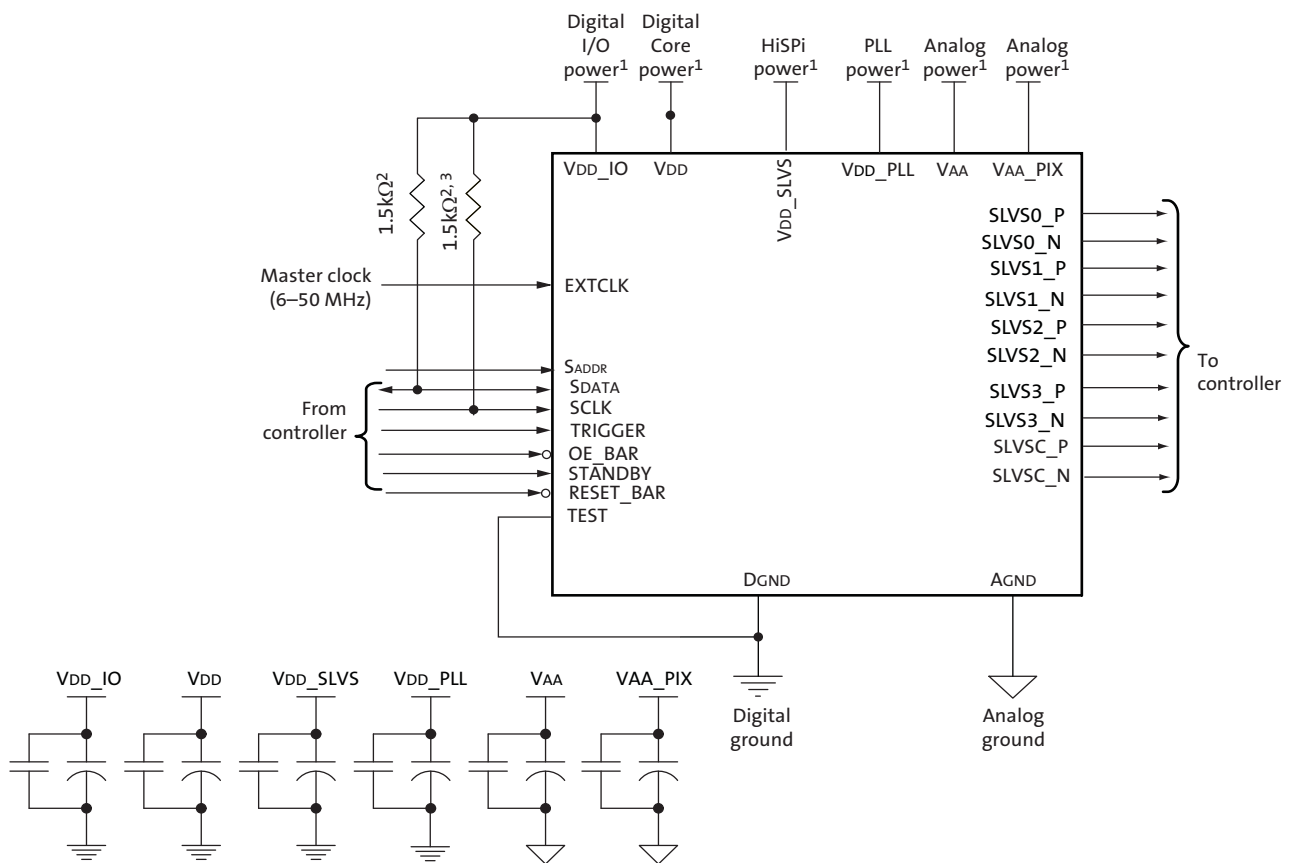 Digital
I/O
power¹
Digital
Core
power¹
HiSPi
power¹
PLL
power¹
Analog
power¹
Analog
power¹
VDD_IO
VDD
VDD_SLVS
VDD_PLL
VAA
VAA_PIX
1.5kΩ²
1.5kΩ²,³
Master clock
(6–50 MHz)
EXTCLK
From
controller
SADDR
SDATA
SCLK
TRIGGER
OE_BAR
STANDBY
RESET_BAR
TEST
SLVS0_P
SLVS0_N
SLVS1_P
SLVS1_N
SLVS2_P
SLVS2_N
SLVS3_P
SLVS3_N
SLVSC_P
SLVSC_N
To
controller
DGND
AGND
Digital
ground
Analog
ground
VDD_IO
VDD
VDD_SLVS
VDD_PLL
VAA
VAA_PIX